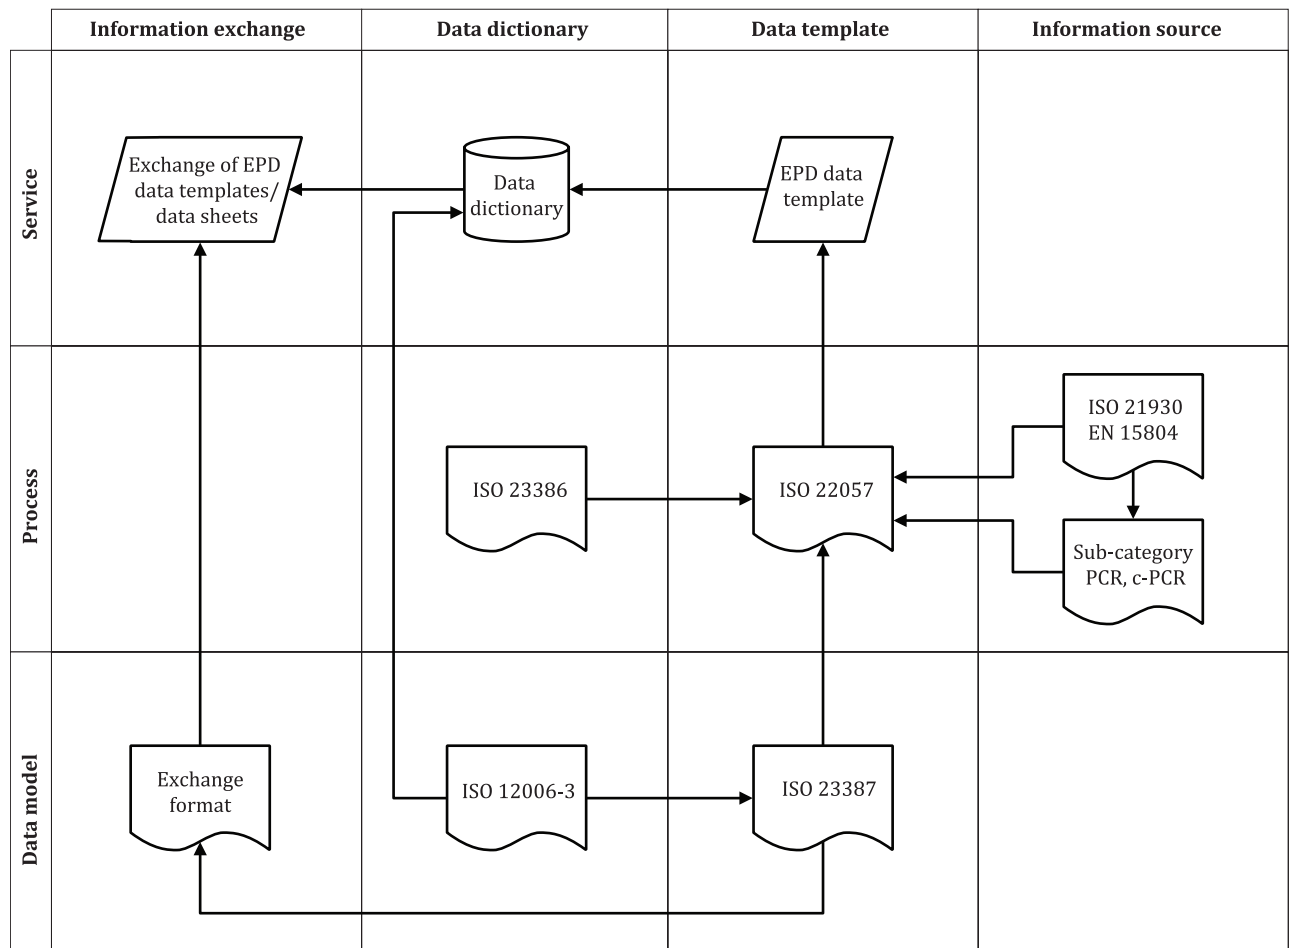 Information exchange
Data dictionary
Data template
Information source
Service
Exchange of EPD
data templates/
data sheets
Data
dictionary
EPD data
template
Process
ISO 23386
ISO 22057
ISO 21930
EN 15804
Sub-category
PCR, c-PCR
Data model
Exchange
format
ISO 12006-3
ISO 23387